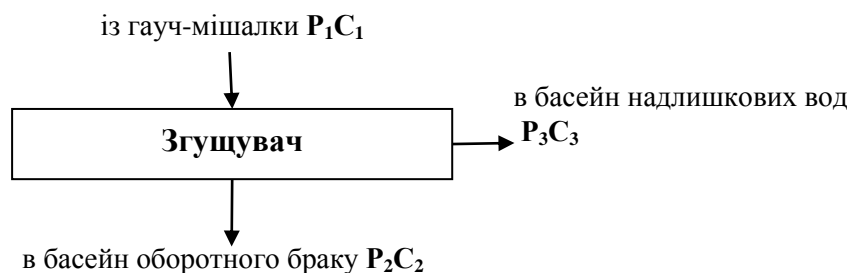 із гауч-мішалки P₁C₁
в басейн надлишкових вод
P₃C₃
Згущувач
в басейн оборотного браку P₂C₂